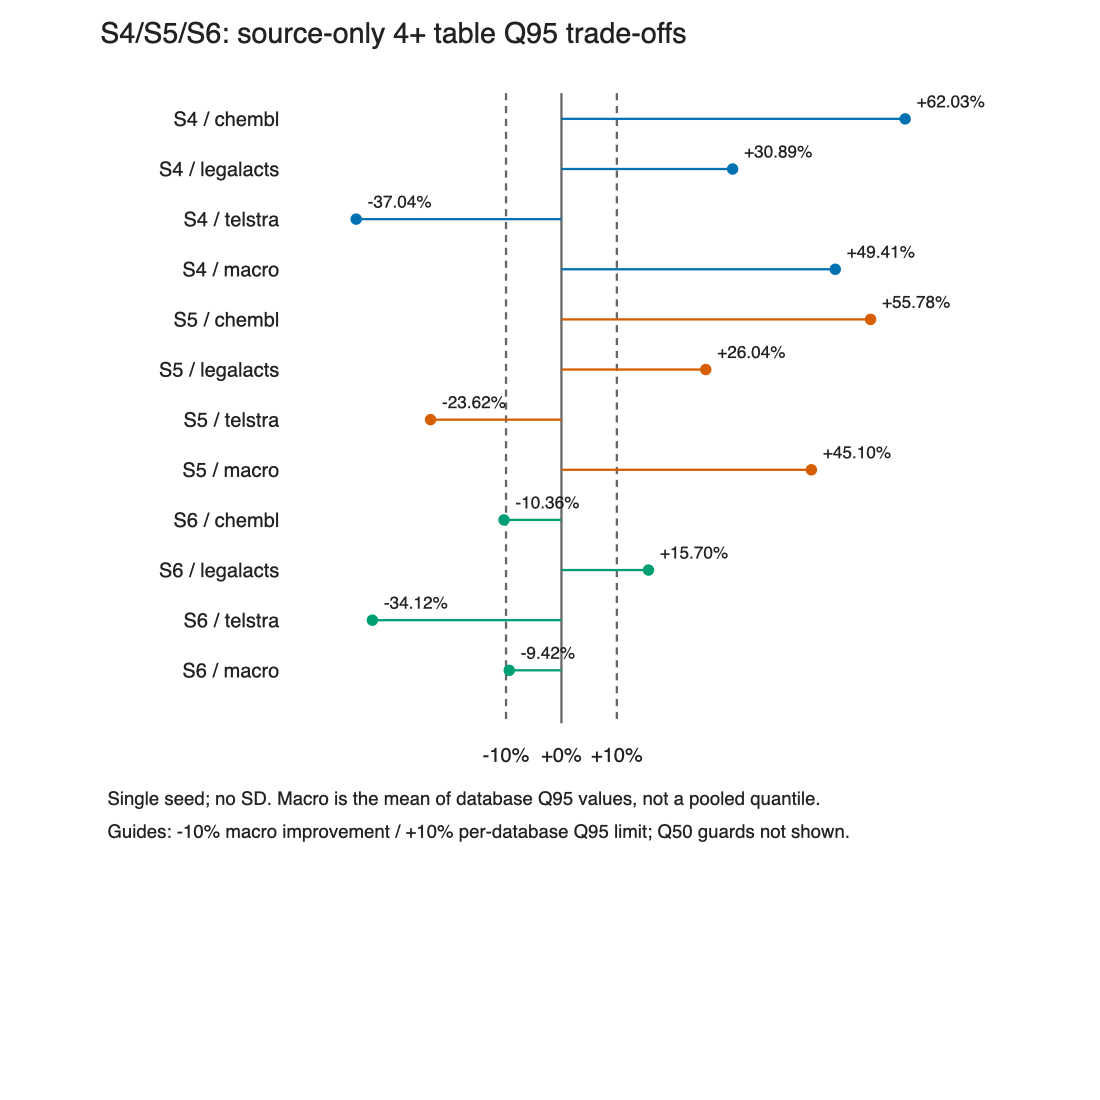 S4/S5/S6: source-only 4+ table Q95 trade-offs
S4 / chembl +62.03%
S4 / legalacts +30.89%
S4 / telstra -37.04%
S4 / macro +49.41%
S5 / chembl +55.78%
S5 / legalacts +26.04%
S5 / telstra -23.62%
S5 / macro +45.10%
S6 / chembl -10.36%
S6 / legalacts +15.70%
S6 / telstra -34.12%
S6 / macro -9.42%
-10% +0% +10%
Single seed; no SD. Macro is the mean of database Q95 values, not a pooled quantile.
Guides: -10% macro improvement / +10% per-database Q95 limit; Q50 guards not shown.